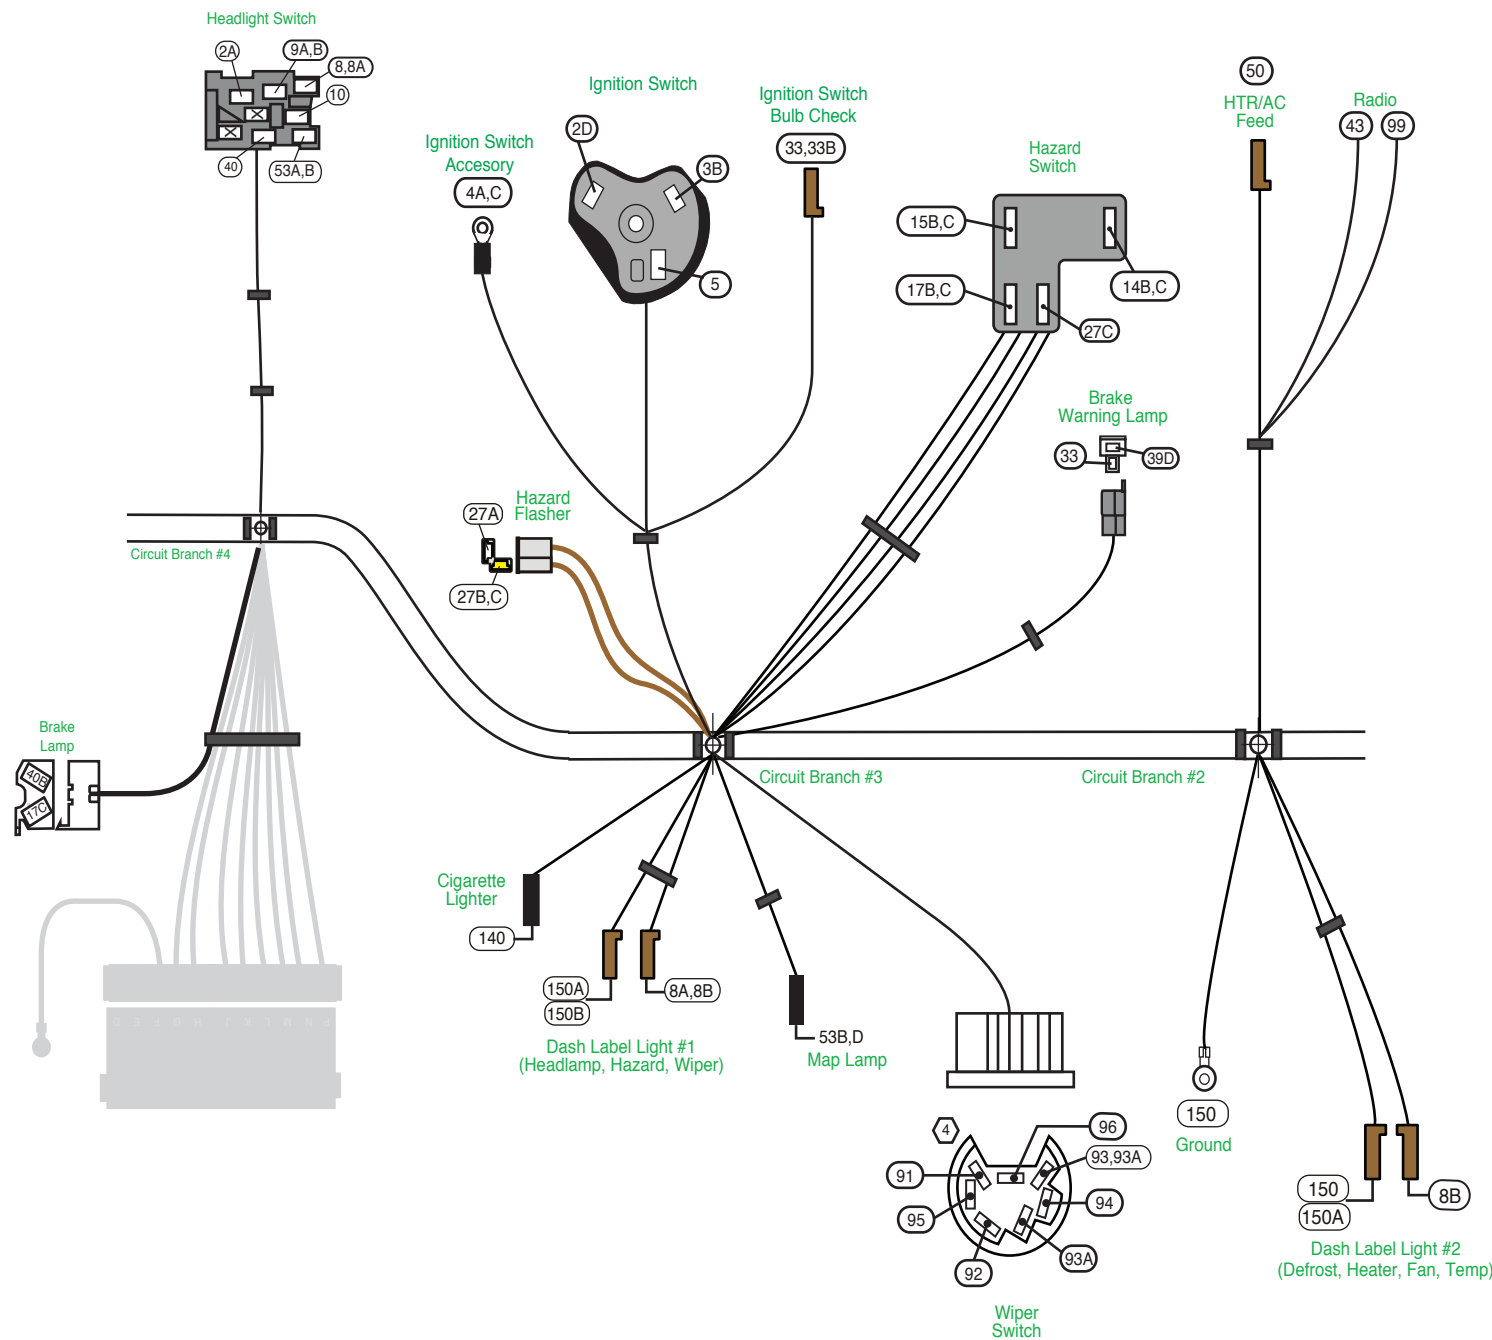 Headlight Switch
2A
9A,B
8,8A
10
40
53A,B
Ignition Switch
2D
3B
5
Ignition Switch
Accesory
4A,C
Ignition Switch
Bulb Check
33,33B
Hazard
Switch
15B,C
14B,C
17B,C
27C
50
HTR/AC
Feed
Radio
43
99
Brake
Warning Lamp
33
39D
Hazard
Flasher
27A
27B,C
Circuit Branch #4
Brake
Lamp
40B
17C
D E F G H J K L M N P
Circuit Branch #3
Circuit Branch #2
Cigarette
Lighter
140
150A
150B
8A,8B
Dash Label Light #1
(Headlamp, Hazard, Wiper)
53B,D
Map Lamp
4
96
93,93A
91
94
95
93A
92
Wiper
Switch
150
Ground
150
150A
8B
Dash Label Light #2
(Defrost, Heater, Fan, Temp)